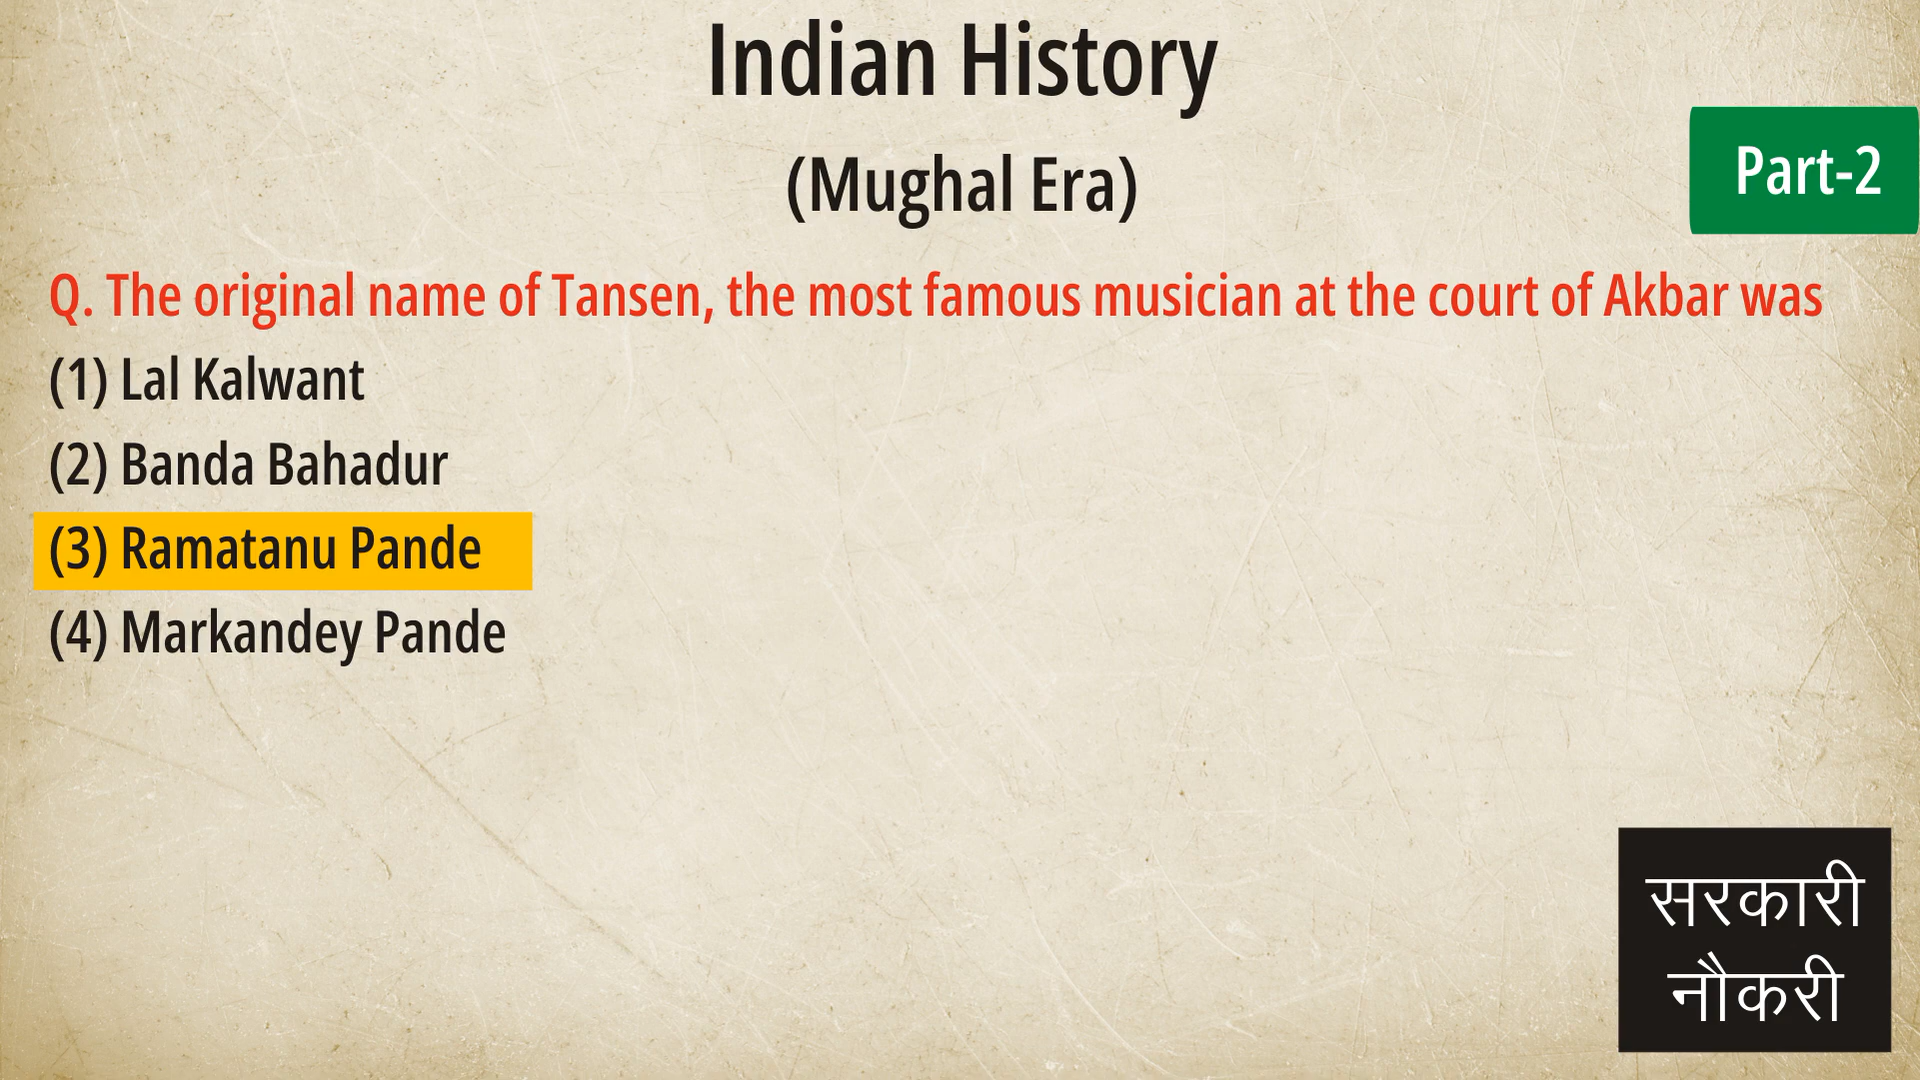 Indian History
(Mughal Era)
Part-2
Q. The original name of Tansen, the most famous musician at the court of Akbar was
(1) Lal Kalwant
(2) Banda Bahadur
(3) Ramatanu Pande
(4) Markandey Pande
सरकारी
नौकरी